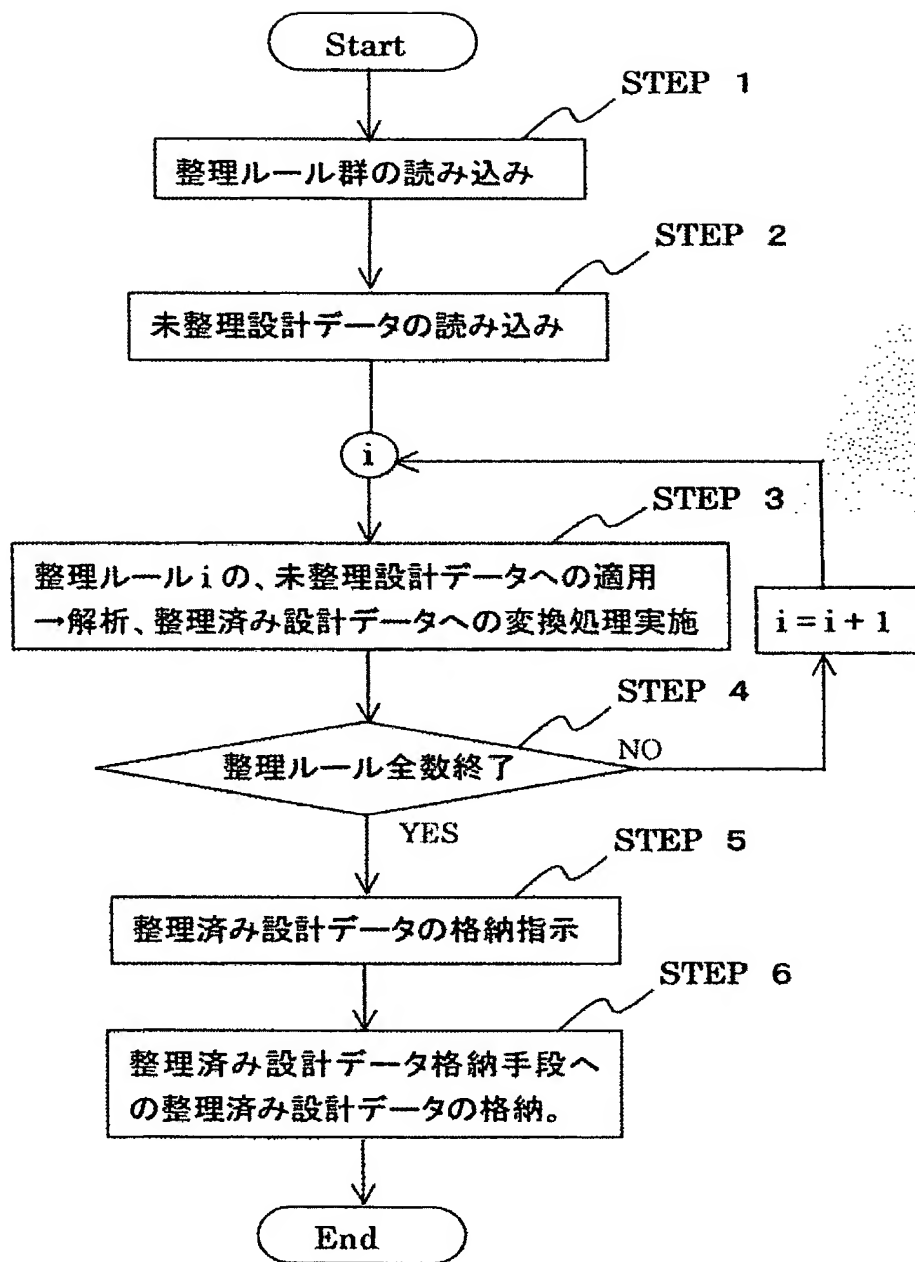 Start
STEP 1
整理ルール群の読み込み
STEP 2
未整理設計データの読み込み
i
STEP 3
整理ルールiの、未整理設計データへの適用
→解析、整理済み設計データへの変換処理実施
i=i+1
STEP 4
整理ルール全数終了
NO
YES
STEP 5
整理済み設計データの格納指示
STEP 6
整理済み設計データ格納手段へ
の整理済み設計データの格納。
End